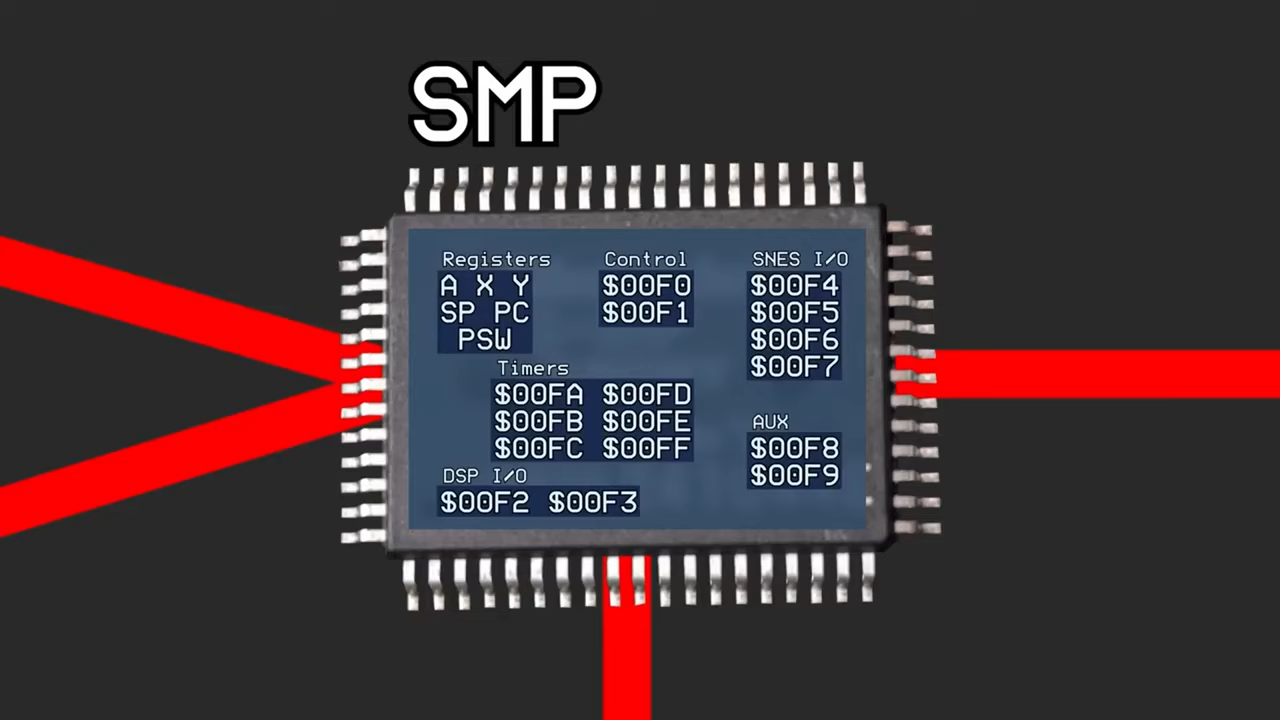 SMP
Registers
A X Y
SP PC
PSW
Control
$00F0
$00F1
SNES I/O
$00F4
$00F5
$00F6
$00F7
Timers
$00FA $00FD
$00FB $00FE
$00FC $00FF
AUX
$00F8
$00F9
DSP I/O
$00F2 $00F3